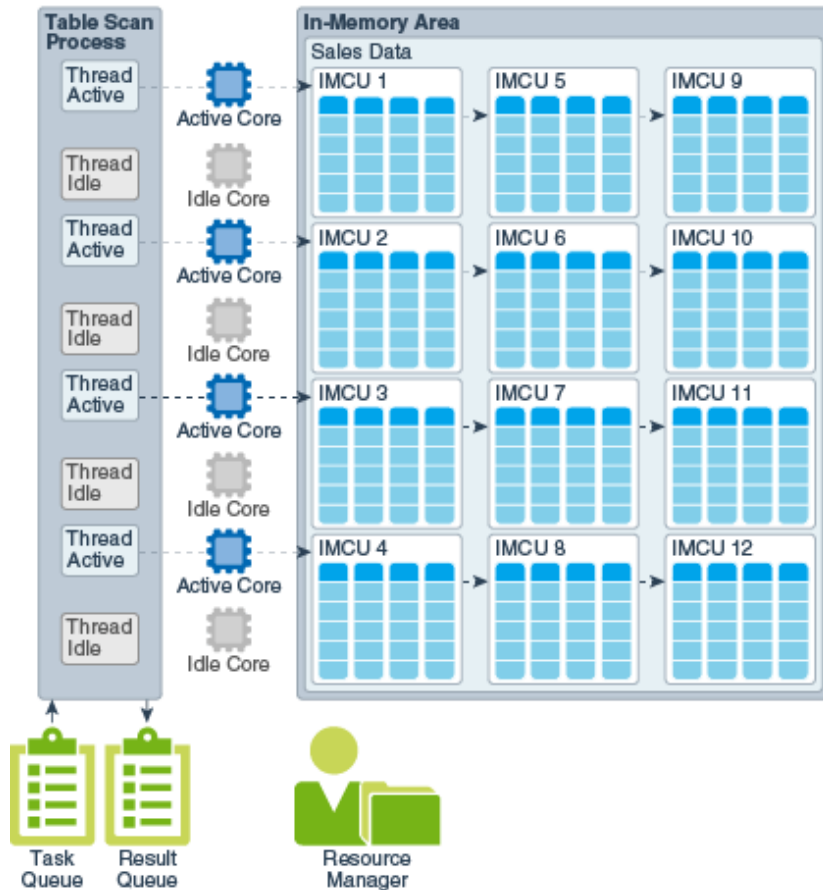 Table Scan
Process
In-Memory Area
Sales Data
Thread
Active
Active Core
IMCU 1
IMCU 5
IMCU 9
Thread
Idle
Idle Core
Thread
Active
Active Core
IMCU 2
IMCU 6
IMCU 10
Thread
Idle
Idle Core
Thread
Active
Active Core
IMCU 3
IMCU 7
IMCU 11
Thread
Idle
Idle Core
Thread
Active
Active Core
IMCU 4
IMCU 8
IMCU 12
Thread
Idle
Idle Core
Task
Queue
Result
Queue
Resource
Manager